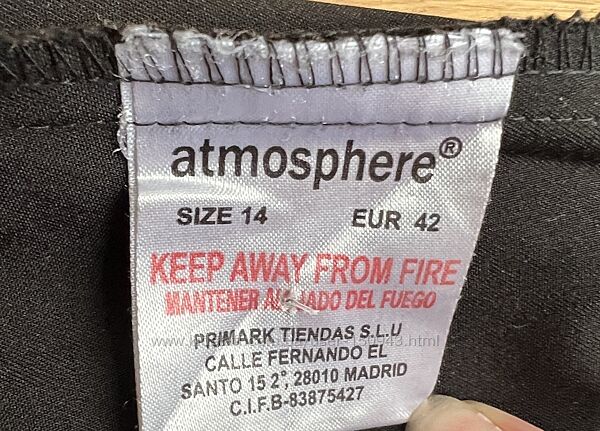 atmosphere®
SIZE 14 EUR 42
KEEP AWAY FROM FIRE
MANTENER DEL FUEGO
PRIMARK TIENDAS S.L.U
CALLE FERNANDO EL
SANTO 15 2°, 28010 MADRID
C.I.F.B-83875427